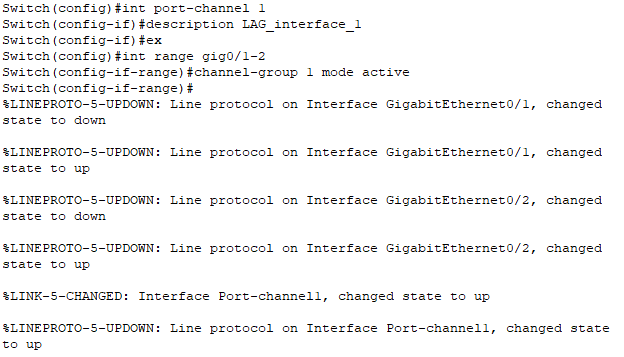 Switch(config)#int port-channel 1
Switch(config-if)#description LAG_interface_1
Switch(config-if)#ex
Switch(config)#int range gig0/1-2
Switch(config-if-range)#channel-group 1 mode active
Switch(config-if-range)#
%LINEPROTO-5-UPDOWN: Line protocol on Interface GigabitEthernet0/1, changed
state to down
%LINEPROTO-5-UPDOWN: Line protocol on Interface GigabitEthernet0/1, changed
state to up
%LINEPROTO-5-UPDOWN: Line protocol on Interface GigabitEthernet0/2, changed
state to down
%LINEPROTO-5-UPDOWN: Line protocol on Interface GigabitEthernet0/2, changed
state to up
%LINK-5-CHANGED: Interface Port-channel1, changed state to up
%LINEPROTO-5-UPDOWN: Line protocol on Interface Port-channel1, changed state
to up